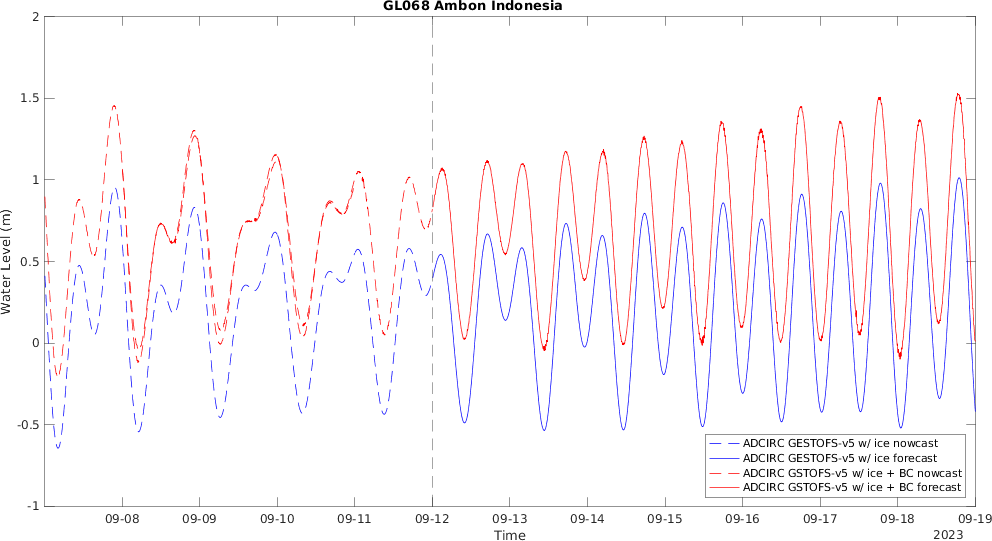 GL068 Ambon Indonesia
2
1.5
1
0.5
0
-0.5
-1
Water Level (m)
ADCIRC GESTOFS-v5 w/ ice nowcast
ADCIRC GESTOFS-v5 w/ ice forecast
ADCIRC GSTOFS-v5 w/ ice + BC nowcast
ADCIRC GSTOFS-v5 w/ ice + BC forecast
09-08 09-09 09-10 09-11 09-12 09-13 09-14 09-15 09-16 09-17 09-18 09-19
Time
2023